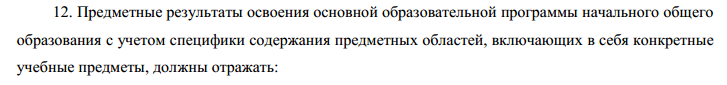 12. Предметные результаты освоения основной образовательной программы начального общего
образования с учетом специфики содержания предметных областей, включающих в себя конкретные
учебные предметы, должны отражать: